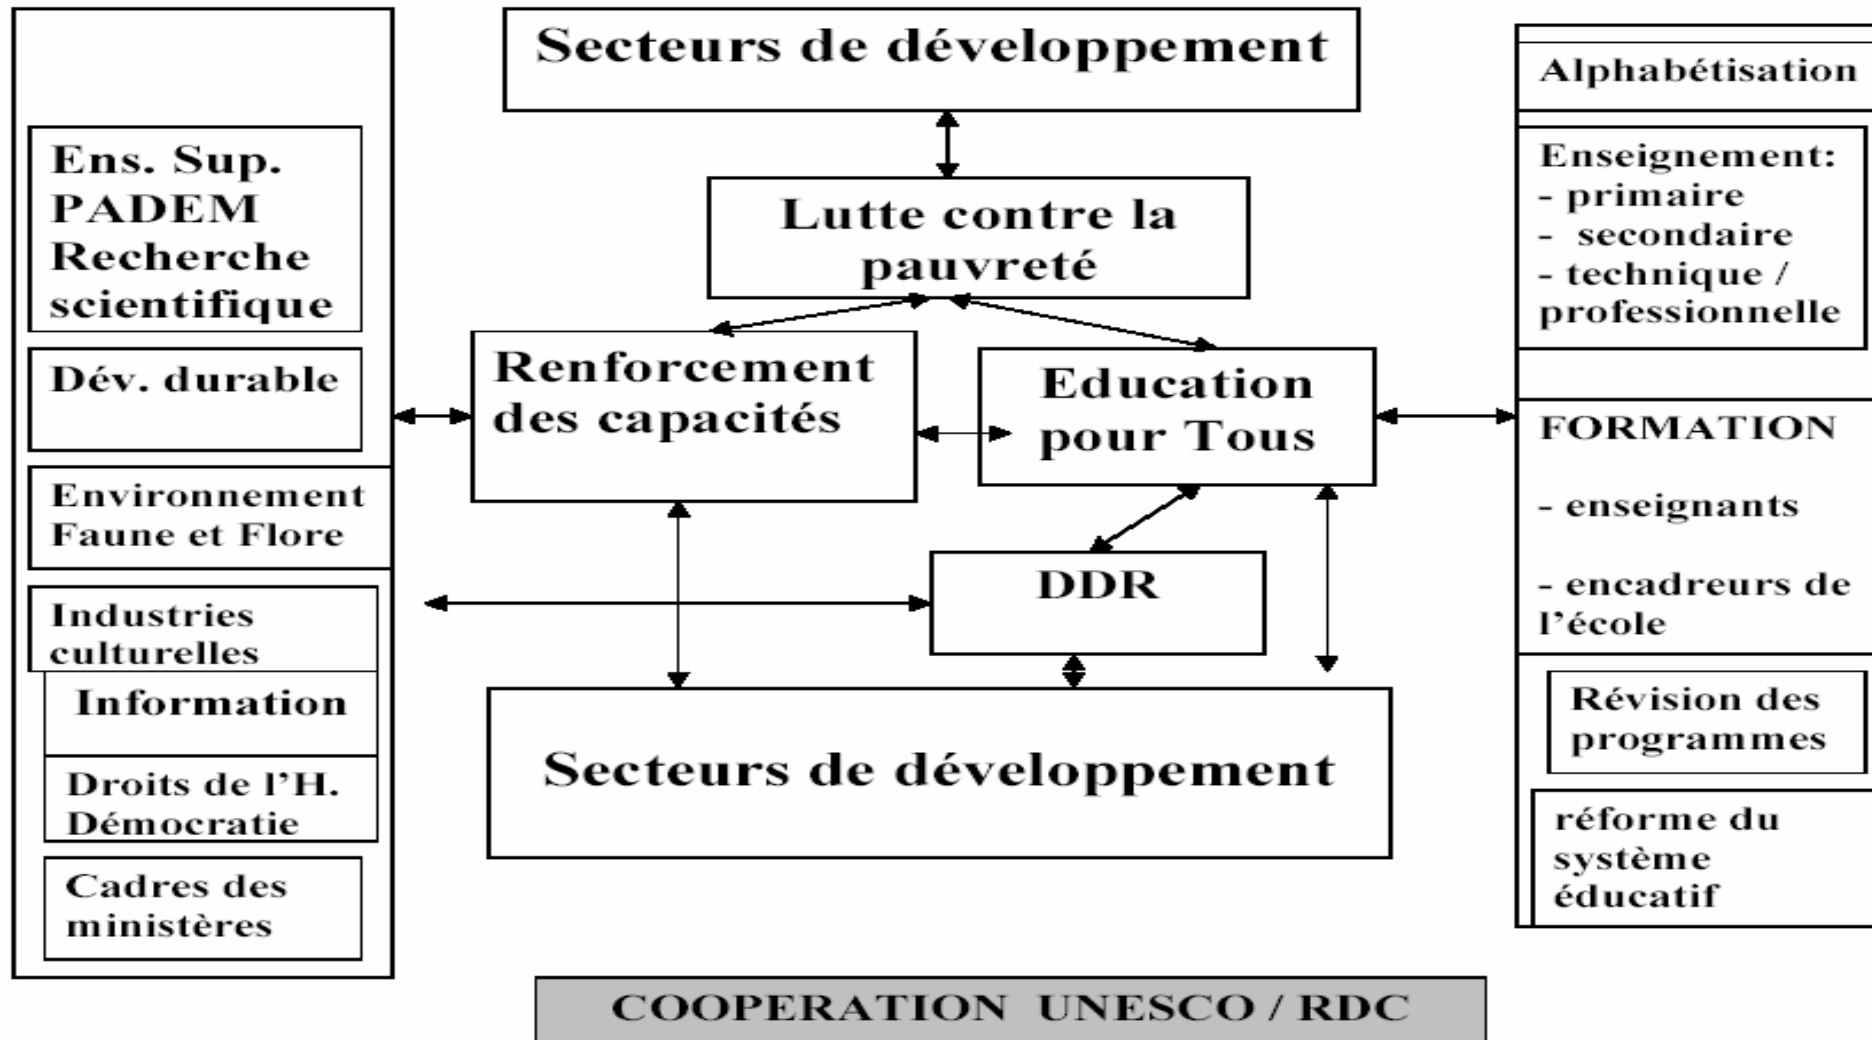 Secteurs de développement
Lutte contre la
pauvreté
Renforcement
des capacités
Education
pour Tous
DDR
Secteurs de développement
Ens. Sup.
PADEM
Recherche
scientifique
Dév. durable
Environnement
Faune et Flore
Industries
culturelles
Information
Droits de l'H.
Démocratie
Cadres des
ministères
Alphabétisation
Enseignement:
- primaire
- secondaire
- technique /
professionnelle
FORMATION
- enseignants
- encadreurs de
l'école
Révision des
programmes
réforme du
système
éducatif
COOPERATION UNESCO / RDC